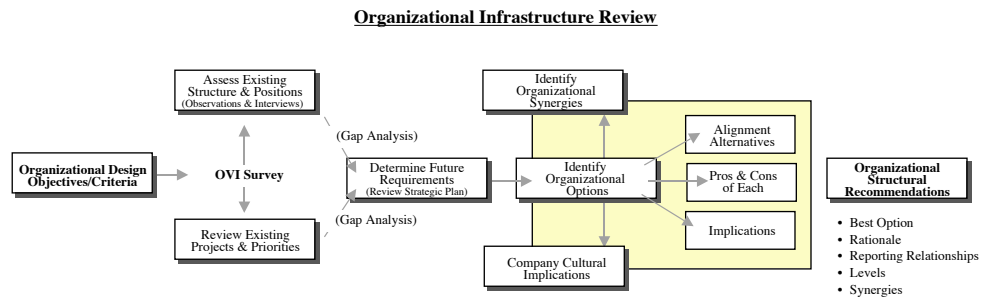 Organizational Infrastructure Review
Assess Existing
Structure & Positions
(Observations & Interviews)
Identify
Organizational
Synergies
(Gap Analysis)
Alignment
Alternatives
Organizational Design
Objectives/Criteria
OVI Survey
Determine Future
Requirements
(Review Strategic Plan)
Identify
Organizational
Options
Pros & Cons
of Each
Organizational
Structural
Recommendations
(Gap Analysis)
Review Existing
Projects & Priorities
Implications
Company Cultural
Implications
• Best Option
• Rationale
• Reporting Relationships
• Levels
• Synergies